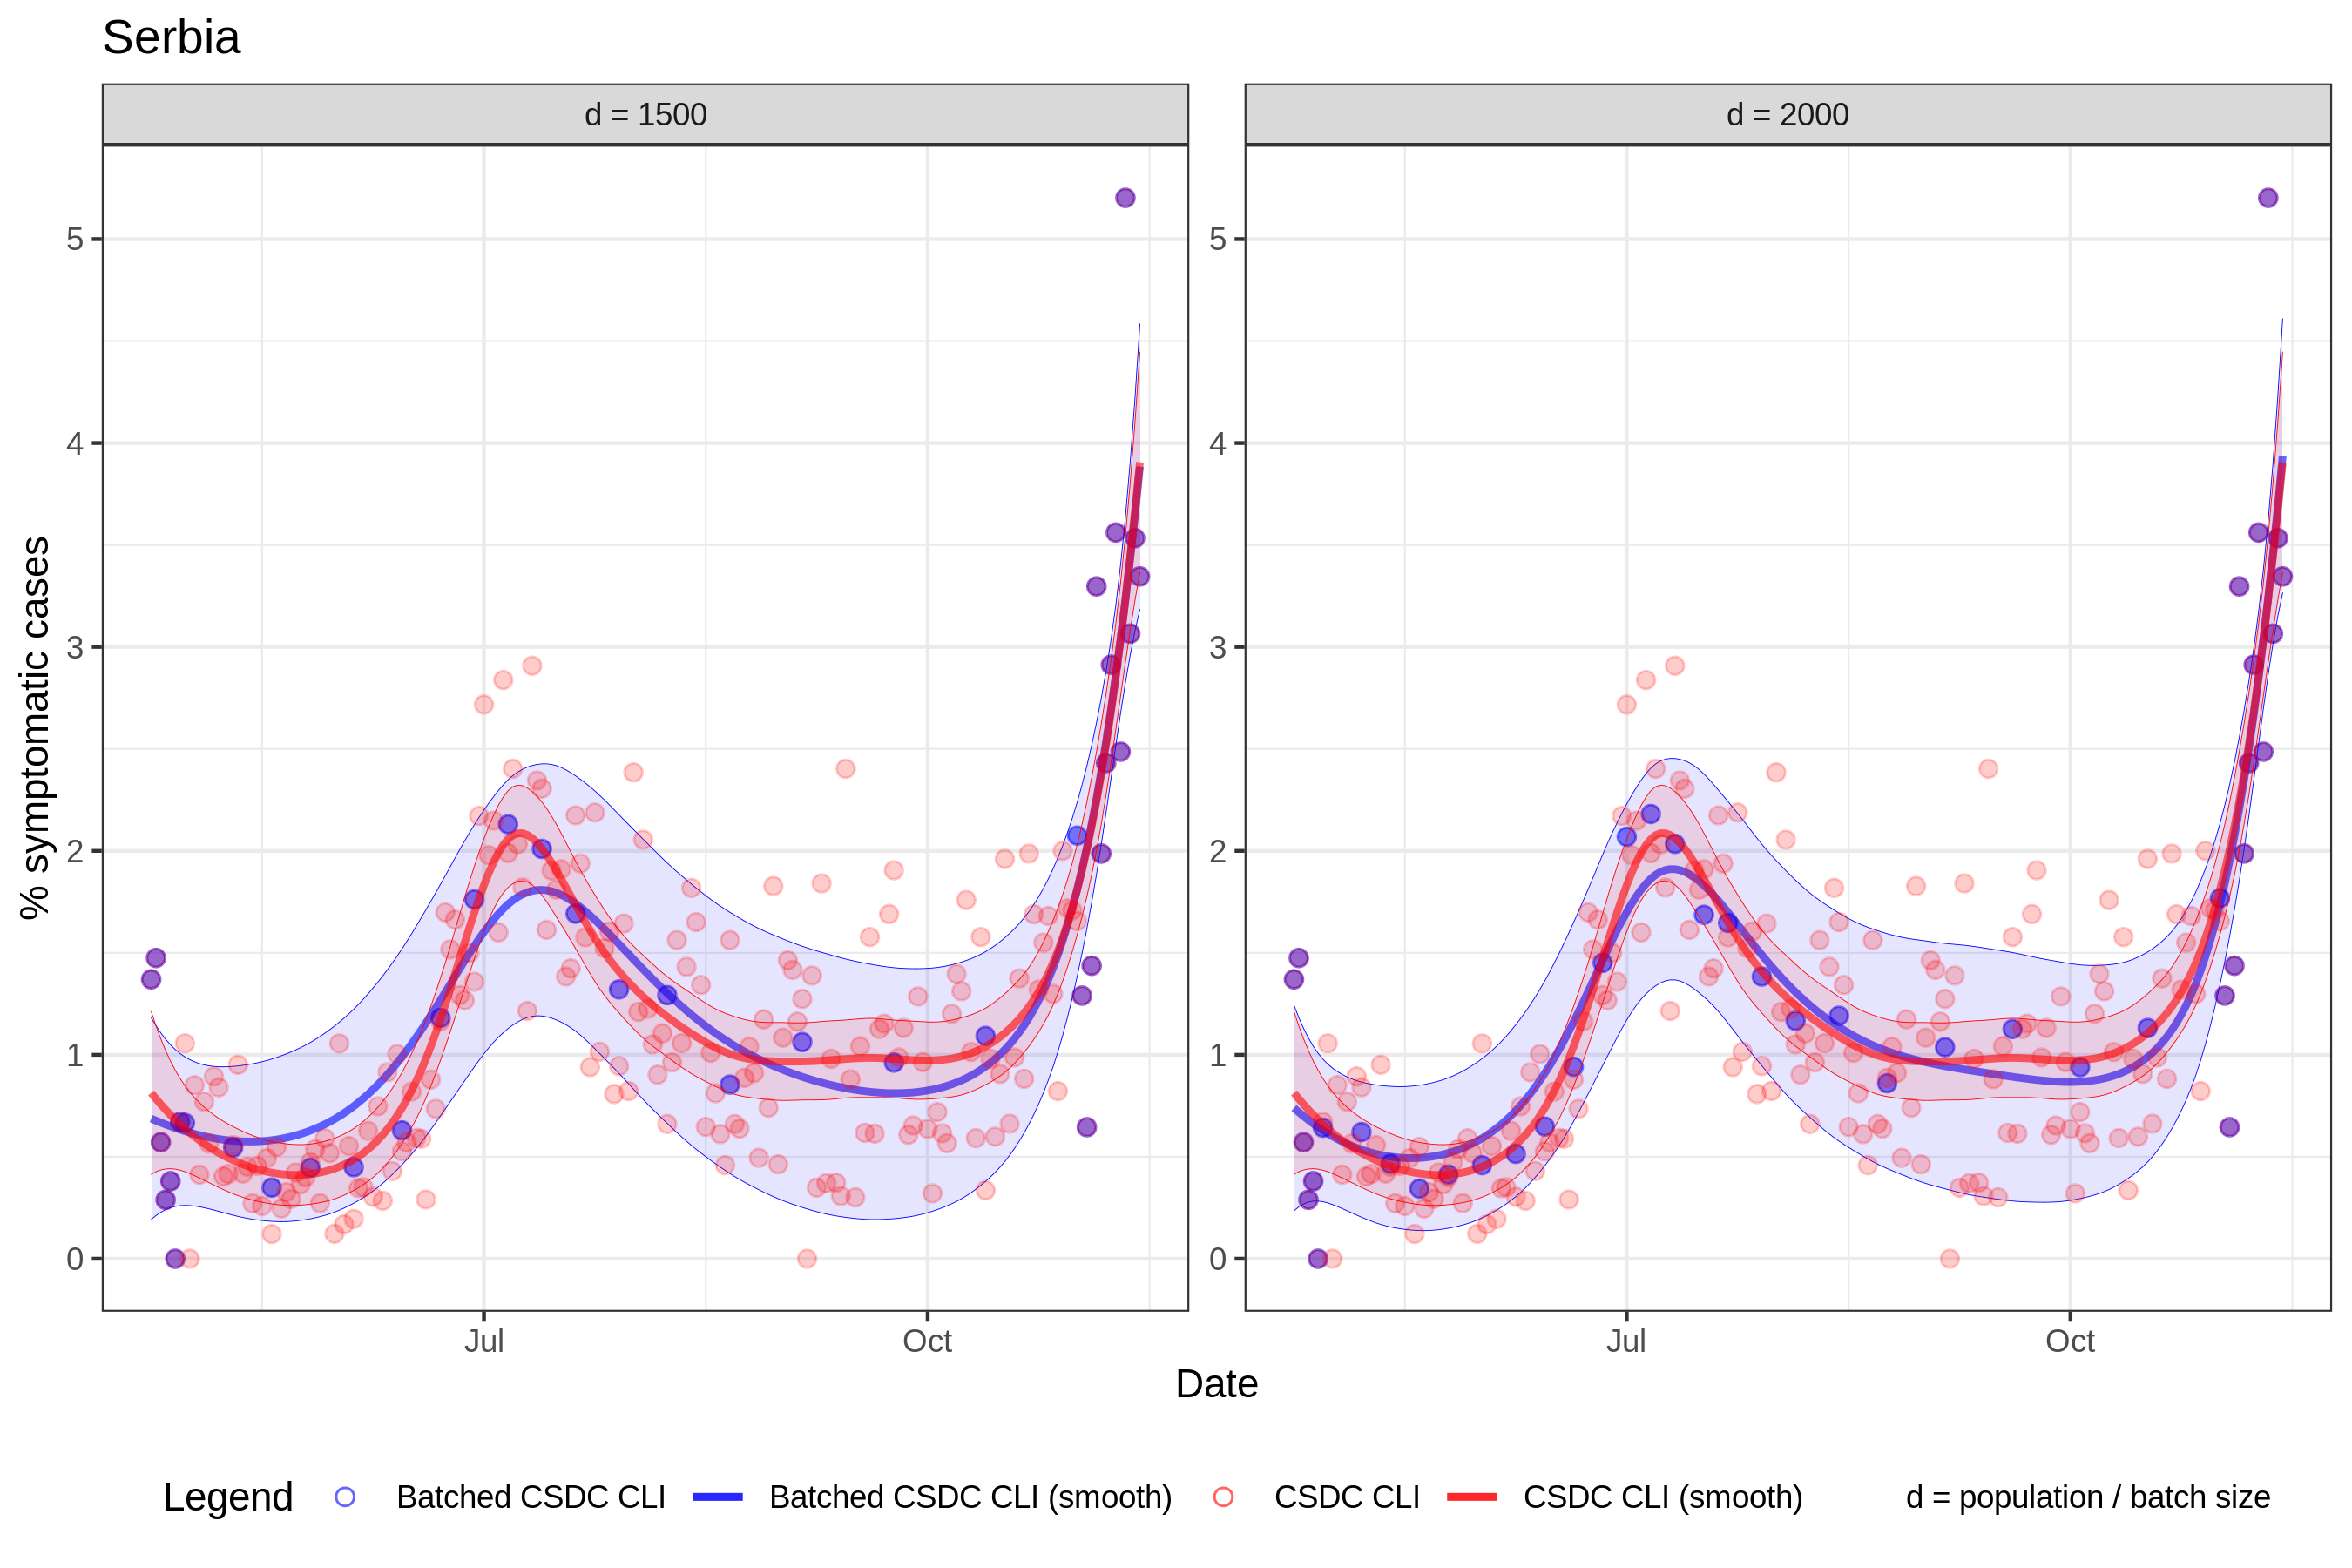 Serbia
d = 1500
d = 2000
% symptomatic cases
5
4
3
2
1
0
5
4
3
2
1
0
Jul
Oct
Jul
Oct
Date
Legend
Batched CSDC CLI
Batched CSDC CLI (smooth)
CSDC CLI
CSDC CLI (smooth)
d = population / batch size